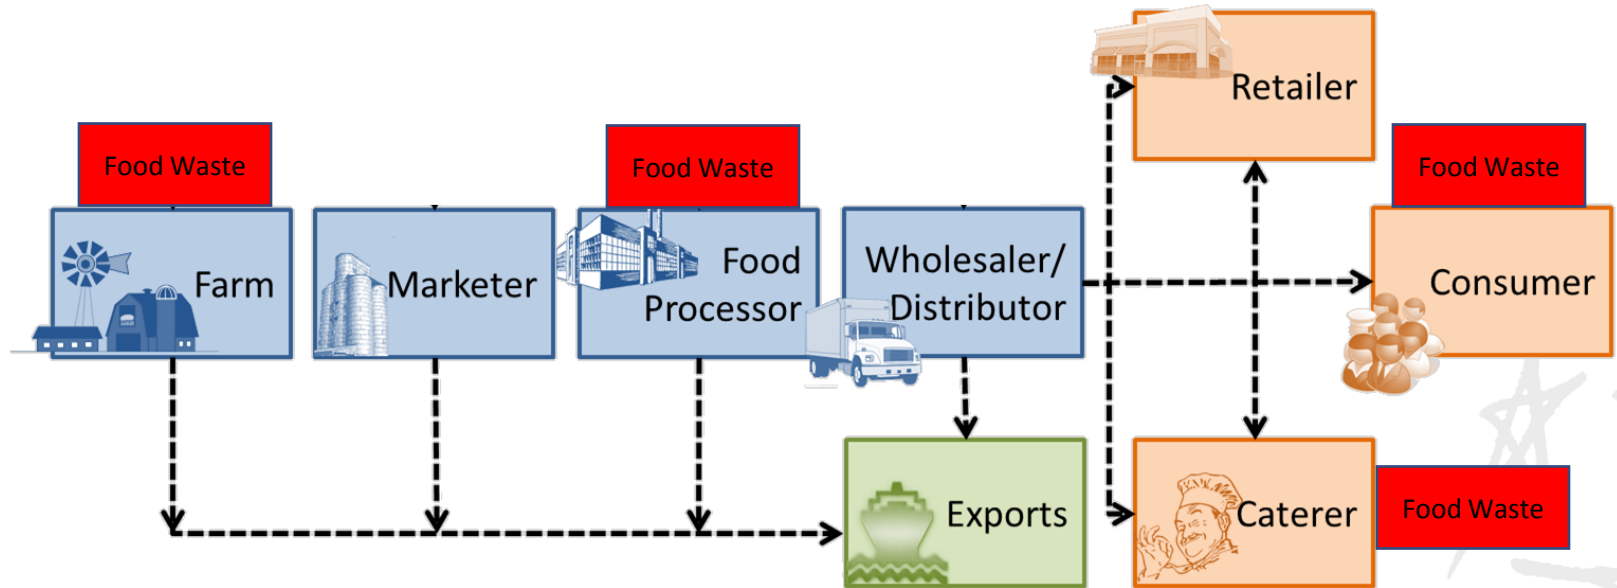 Retailer
Food Waste
Food Waste
Food Waste
Farm
Marketer
Food
Processor
Wholesaler/
Distributor
Consumer
Exports
Caterer
Food Waste